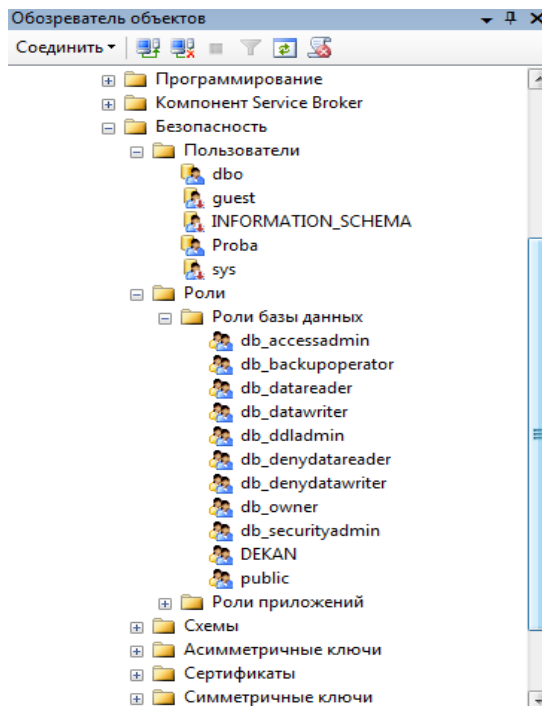 Обозреватель объектов
Соединить
Программирование
Компонент Service Broker
Безопасность
Пользователи
dbo
guest
INFORMATION_SCHEMA
Proba
sys
Роли
Роли базы данных
db_accessadmin
db_backupoperator
db_datareader
db_datawriter
db_ddladmin
db_denydatareader
db_denydatawriter
db_owner
db_securityadmin
DEKAN
public
Роли приложений
Схемы
Асимметричные ключи
Сертификаты
Симметричные ключи